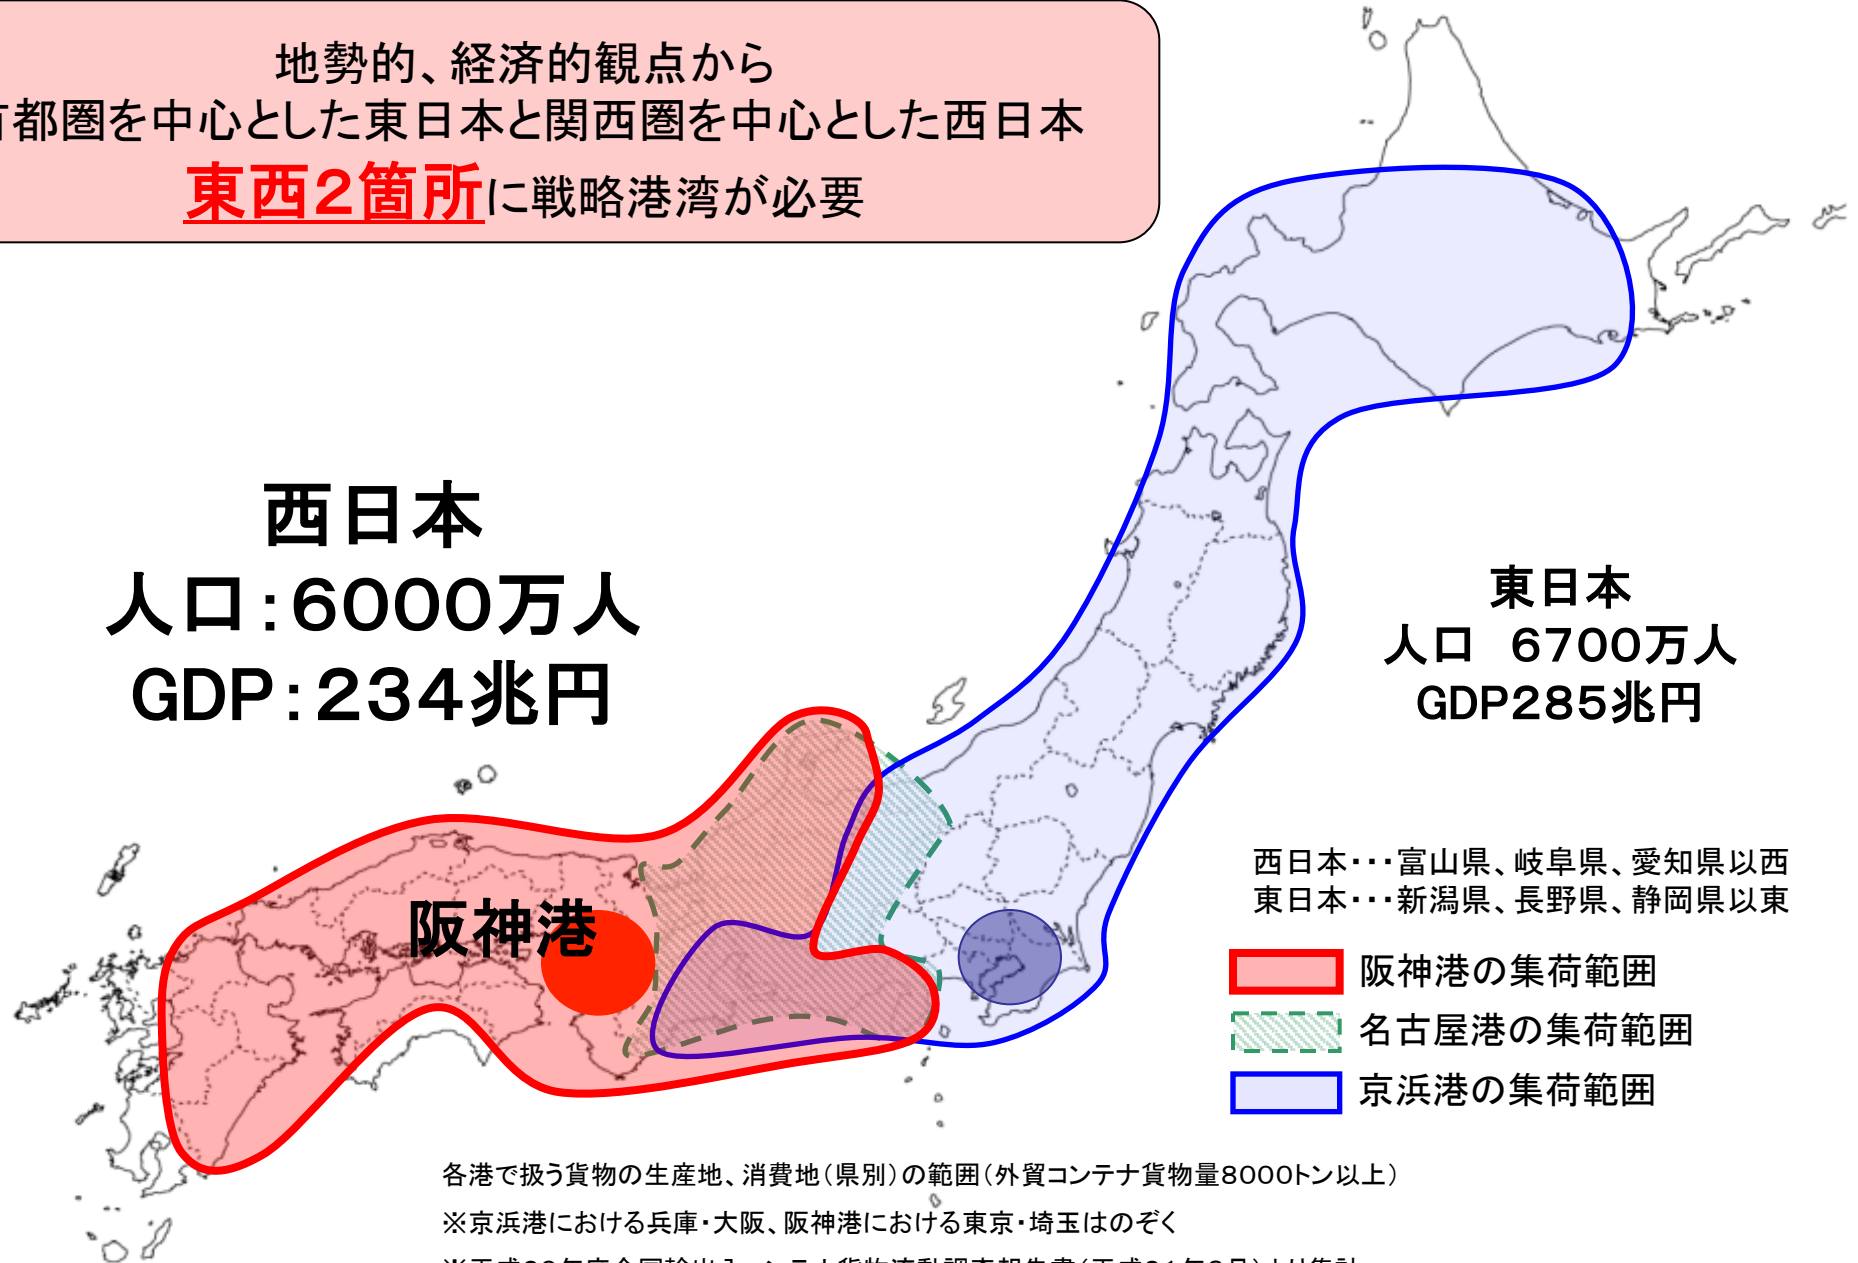 地勢的、経済的観点から
都圏を中心とした東日本と関西圏を中心とした西日本
東西2箇所に戦略港湾が必要
西日本
人口:6000万人
GDP:234兆円
東日本
人口 6700万人
GDP285兆円
阪神港
西日本・・・富山県、岐阜県、愛知県以西
東日本・・・新潟県、長野県、静岡県以東
阪神港の集荷範囲
名古屋港の集荷範囲
京浜港の集荷範囲
各港で扱う貨物の生産地、消費地(県別)の範囲(外貿コンテナ貨物量8000トン以上)
※京浜港における兵庫・大阪、阪神港における東京・埼玉はのぞく